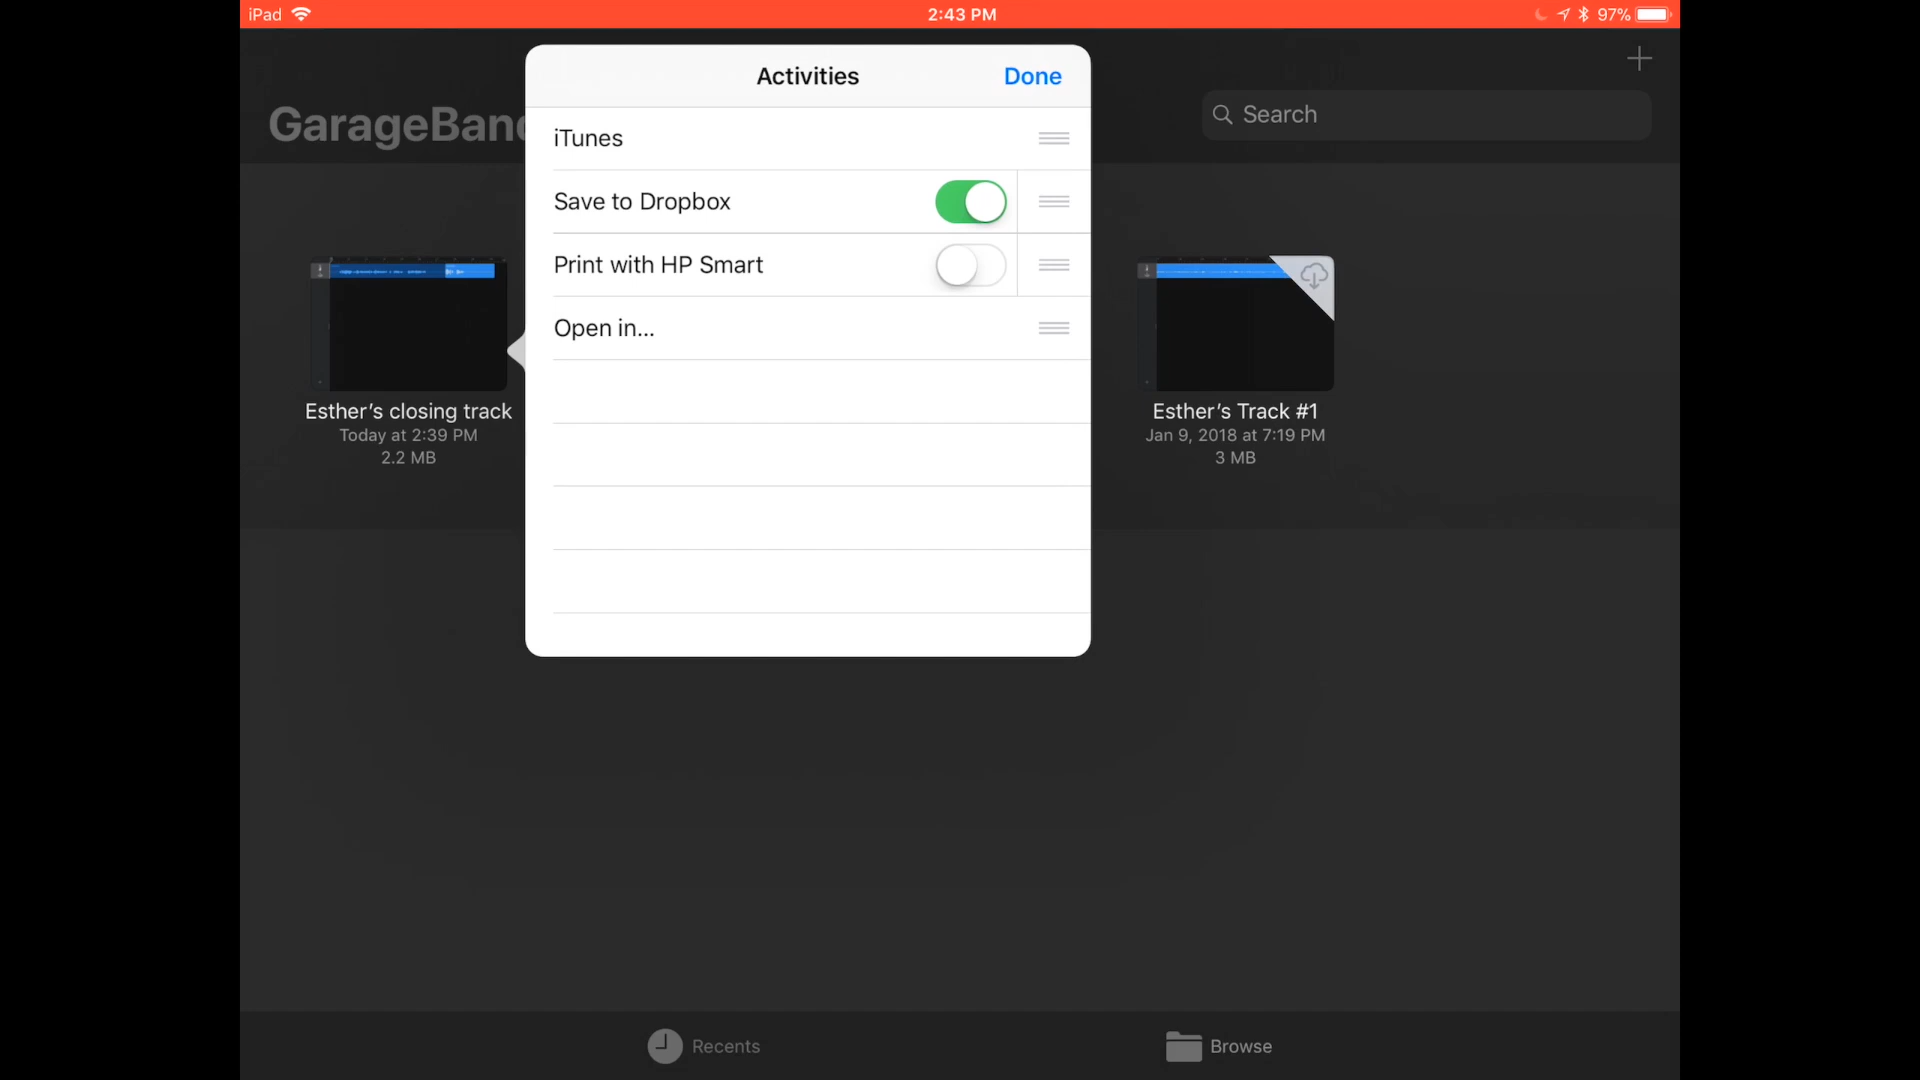 iPad
2:43 PM
97%
Activities
Done
GarageBan
Search
iTunes
Save to Dropbox
Print with HP Smart
Open in...
Esther's closing track
Today at 2:39 PM
2.2 MB
Esther's Track #1
Jan 9, 2018 at 7:19 PM
3 MB
Recents
Browse